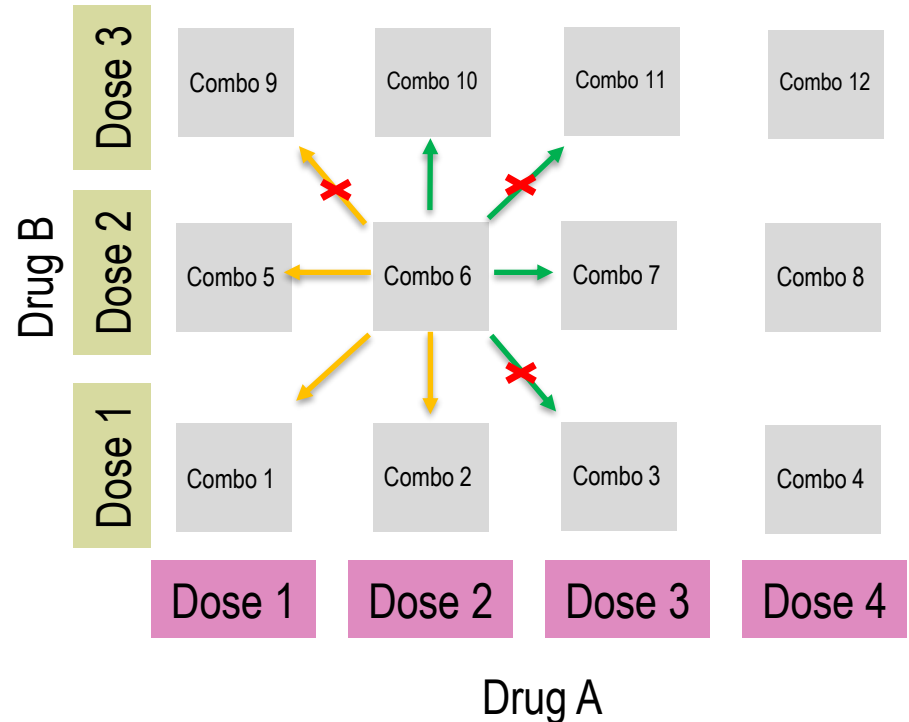 Dose 3
Combo 9
Combo 10
Combo 11
Combo 12
Drug B
Dose 2
Combo 5
Combo 6
Combo 7
Combo 8
Dose 1
Combo 1
Combo 2
Combo 3
Combo 4
Dose 1
Dose 2
Dose 3
Dose 4
Drug A